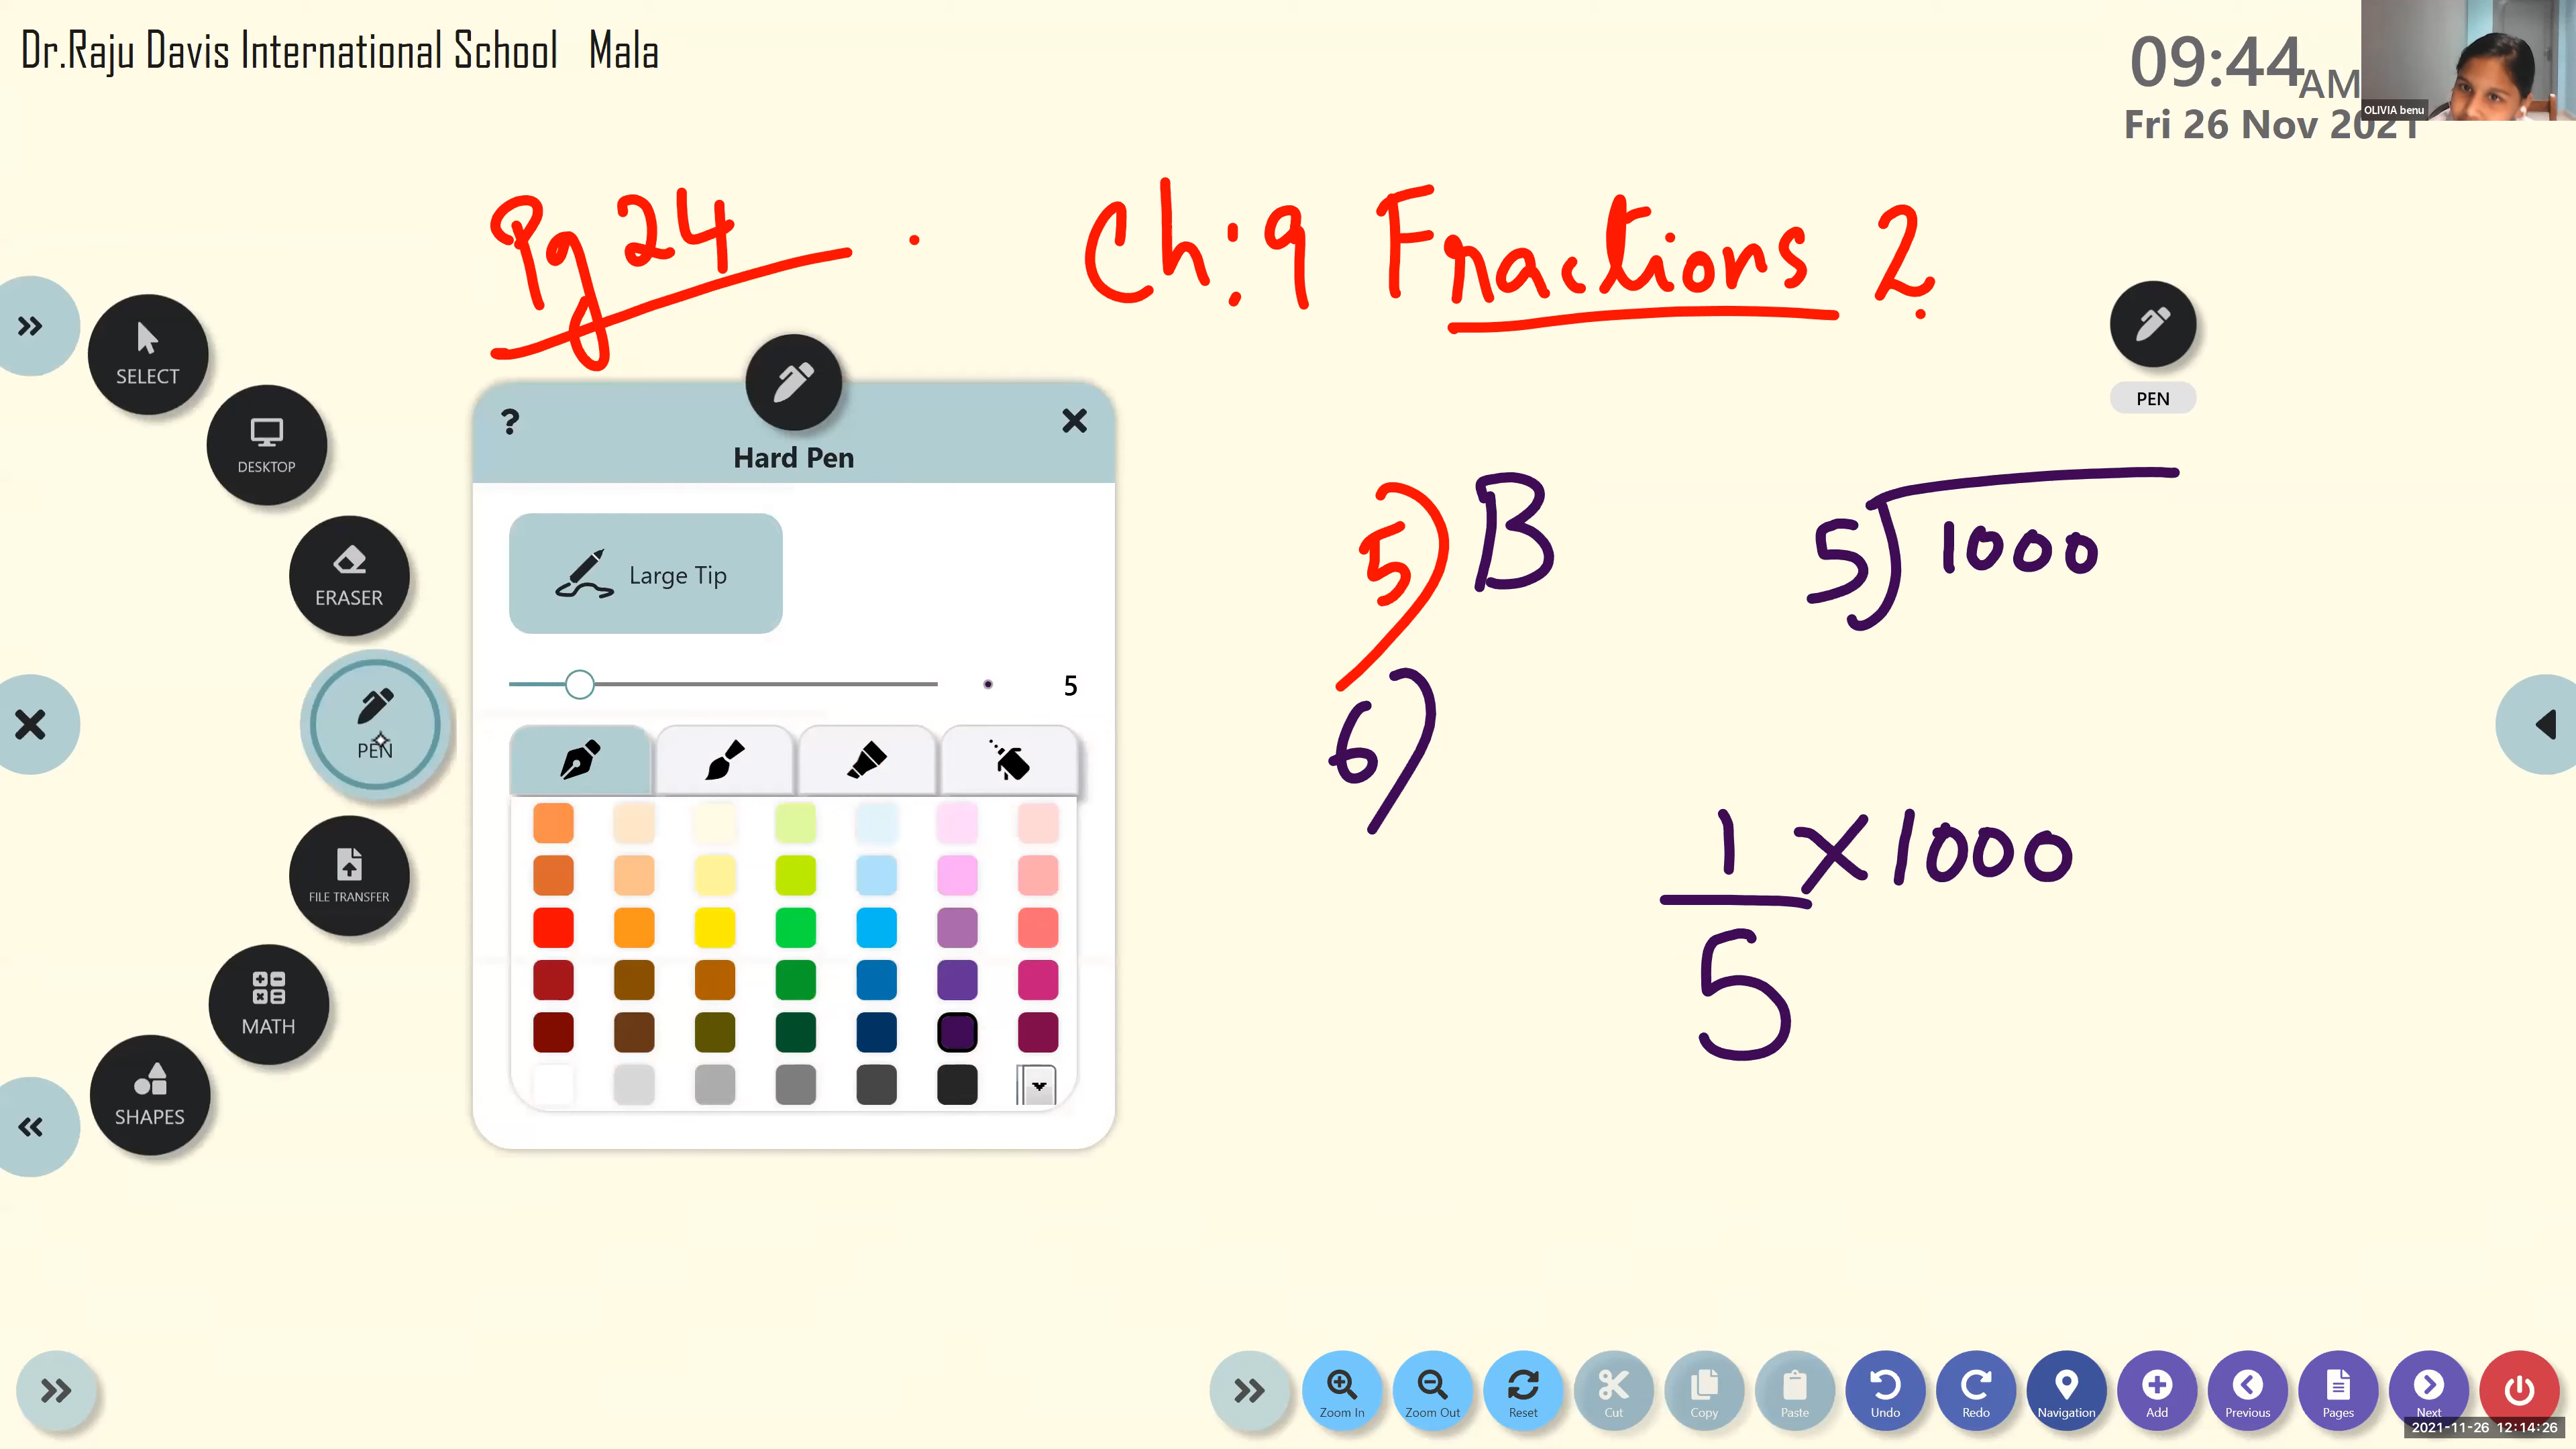 Dr.Raju Davis International School Mala
09:44 AM
OLIVIA benu
Fri 26 Nov 2021
Pg 24 . Ch: 9 Fractions 2
SELECT
DESKTOP
ERASER
PEN
FILE TRANSFER
MATH
SHAPES
?
Hard Pen
Large Tip
5
PEN
5) B
5) 1000
6)
1 × 1000
5
Zoom In
Zoom Out
Reset
Cut
Copy
Paste
Undo
Redo
Navigation
Add
Previous
Pages
Next
2021-11-26 12:14:26